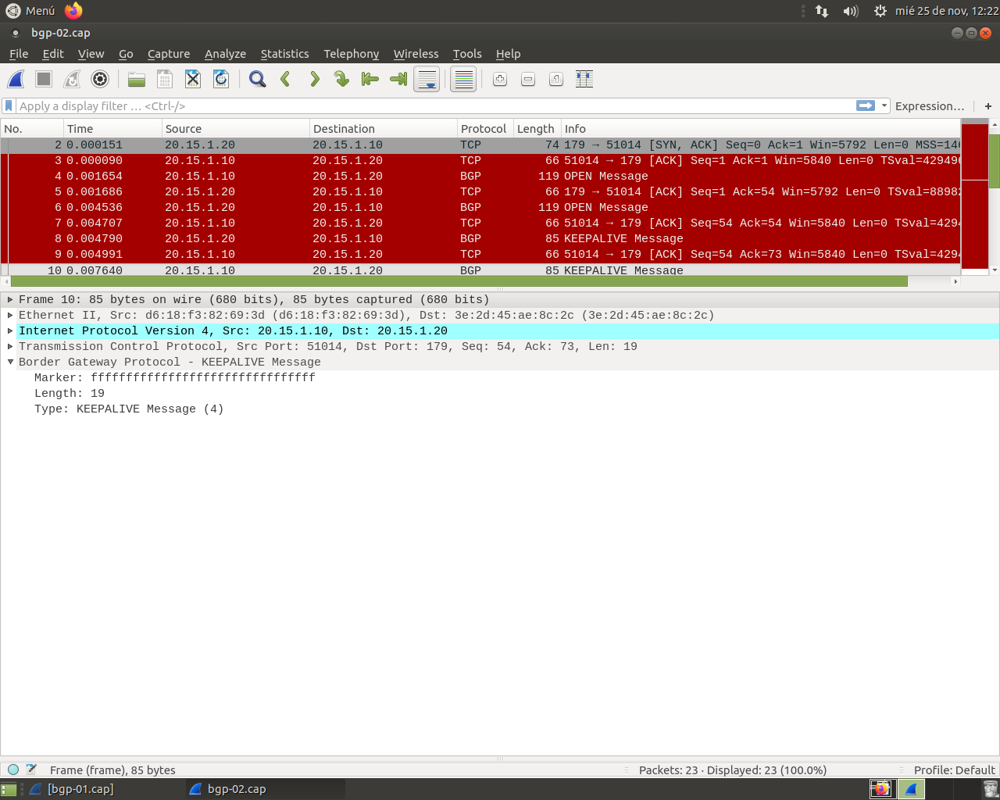 Menú
mié 25 de nov, 12:22
bgp-02.cap
File Edit View Go Capture Analyze Statistics Telephony Wireless Tools Help
Apply a display filter … <Ctrl-/>
Expression… +
No. Time Source Destination Protocol Length Info
2 0.000151 20.15.1.20 20.15.1.10 TCP 74 179 → 51014 [SYN, ACK] Seq=0 Ack=1 Win=5792 Len=0 MSS=146
3 0.000090 20.15.1.10 20.15.1.20 TCP 66 51014 → 179 [ACK] Seq=1 Ack=1 Win=5840 Len=0 TSval=429496
4 0.001654 20.15.1.10 20.15.1.20 BGP 119 OPEN Message
5 0.001686 20.15.1.20 20.15.1.10 TCP 66 179 → 51014 [ACK] Seq=1 Ack=54 Win=5792 Len=0 TSval=88982
6 0.004536 20.15.1.20 20.15.1.10 BGP 119 OPEN Message
7 0.004707 20.15.1.10 20.15.1.20 TCP 66 51014 → 179 [ACK] Seq=54 Ack=54 Win=5840 Len=0 TSval=4294
8 0.004790 20.15.1.20 20.15.1.10 BGP 85 KEEPALIVE Message
9 0.004991 20.15.1.10 20.15.1.20 TCP 66 51014 → 179 [ACK] Seq=54 Ack=73 Win=5840 Len=0 TSval=4294
10 0.007640 20.15.1.10 20.15.1.20 BGP 85 KEEPALIVE Message
Frame 10: 85 bytes on wire (680 bits), 85 bytes captured (680 bits)
Ethernet II, Src: d6:18:f3:82:69:3d (d6:18:f3:82:69:3d), Dst: 3e:2d:45:ae:8c:2c (3e:2d:45:ae:8c:2c)
Internet Protocol Version 4, Src: 20.15.1.10, Dst: 20.15.1.20
Transmission Control Protocol, Src Port: 51014, Dst Port: 179, Seq: 54, Ack: 73, Len: 19
Border Gateway Protocol - KEEPALIVE Message
Marker: ffffffffffffffffffffffffffffffff
Length: 19
Type: KEEPALIVE Message (4)
Frame (frame), 85 bytes
Packets: 23 · Displayed: 23 (100.0%)
Profile: Default
[bgp-01.cap]
bgp-02.cap